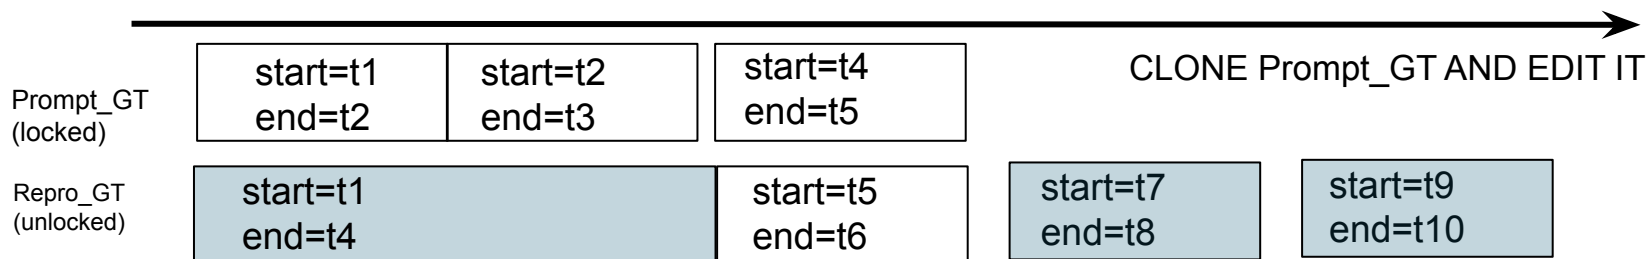 CLONE Prompt_GT AND EDIT IT
Prompt_GT
(locked)
start=t1
end=t2
start=t2
end=t3
start=t4
end=t5
Repro_GT
(unlocked)
start=t1
end=t4
start=t5
end=t6
start=t7
end=t8
start=t9
end=t10